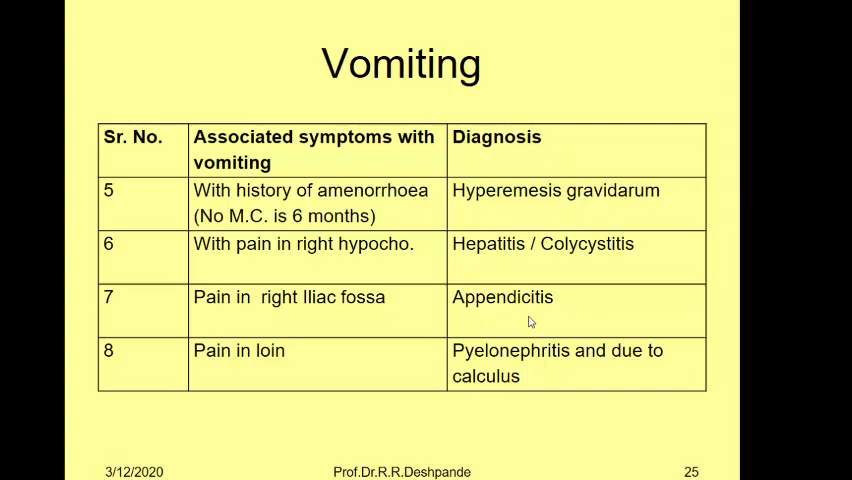 Vomiting
Sr. No. Associated symptoms with Diagnosis
vomiting
5 With history of amenorrhoea Hyperemesis gravidarum
(No M.C. is 6 months)
6 With pain in right hypocho. Hepatitis / Colycystitis
7 Pain in right Iliac fossa Appendicitis
8 Pain in loin Pyelonephritis and due to
calculus
3/12/2020 Prof.Dr.R.R.Deshpande 25